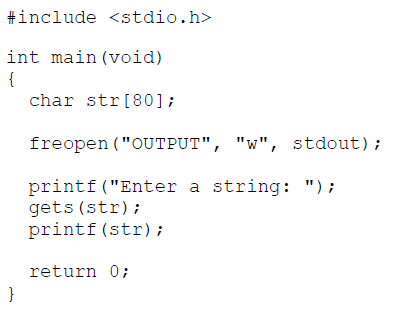 #include <stdio.h>
int main(void)
{
char str[80];
freopen("OUTPUT", "w", stdout);
printf("Enter a string: ");
gets(str);
printf(str);
return 0;
}